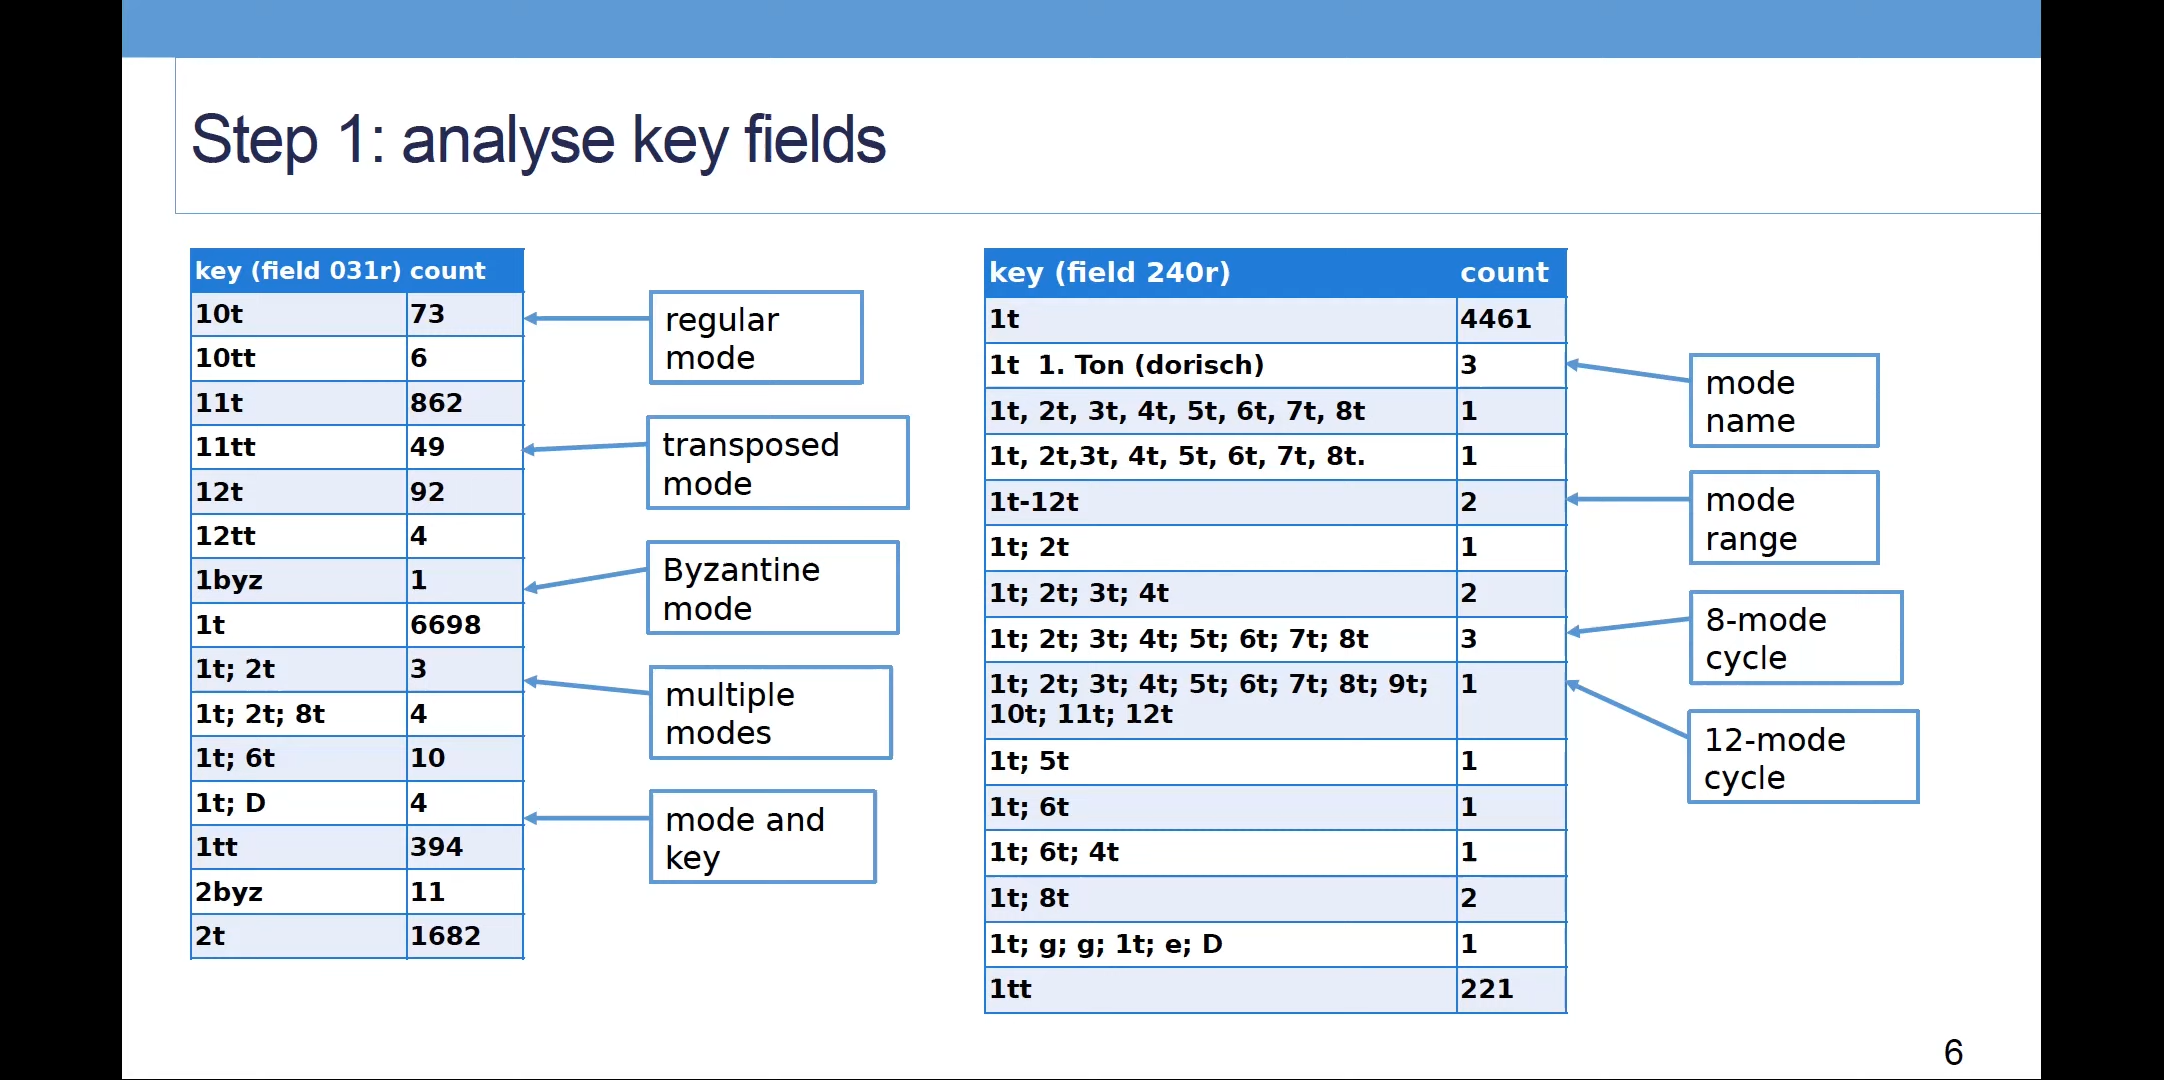 Step 1: analyse key fields
key (field 031r) count
10t 73
10tt 6
11t 862
11tt 49
12t 92
12tt 4
1byz 1
1t 6698
1t; 2t 3
1t; 2t; 8t 4
1t; 6t 10
1t; D 4
1tt 394
2byz 11
2t 1682
regular
mode
transposed
mode
Byzantine
mode
multiple
modes
mode and
key
key (field 240r) count
1t 4461
1t  1. Ton (dorisch) 3
1t, 2t, 3t, 4t, 5t, 6t, 7t, 8t 1
1t, 2t,3t, 4t, 5t, 6t, 7t, 8t. 1
1t-12t 2
1t; 2t 1
1t; 2t; 3t; 4t 2
1t; 2t; 3t; 4t; 5t; 6t; 7t; 8t 3
1t; 2t; 3t; 4t; 5t; 6t; 7t; 8t; 9t; 1
10t; 11t; 12t
1t; 5t 1
1t; 6t 1
1t; 6t; 4t 1
1t; 8t 2
1t; g; g; 1t; e; D 1
1tt 221
mode
name
mode
range
8-mode
cycle
12-mode
cycle
6